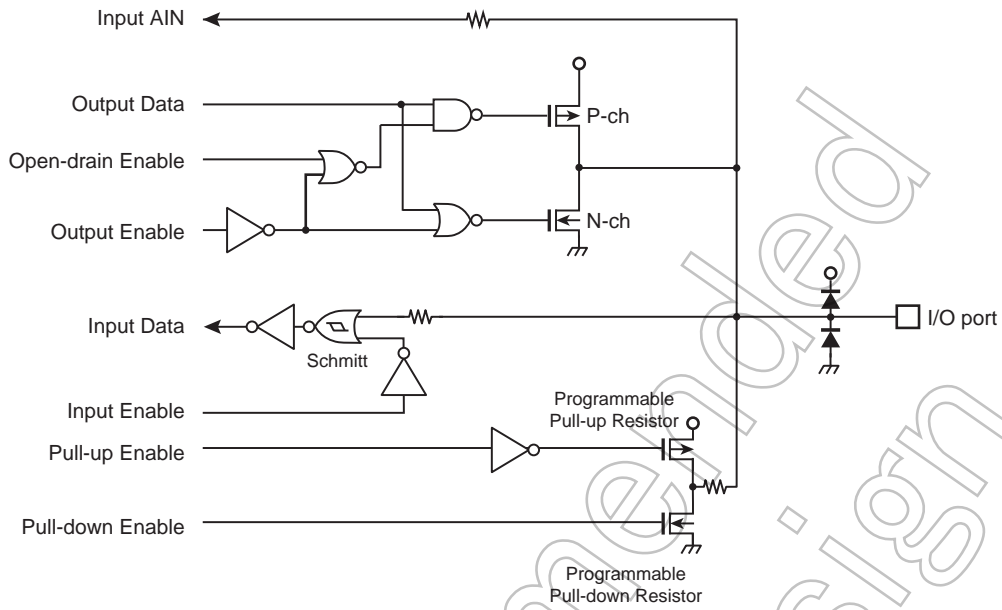 Input AIN
Output Data
P-ch
Open-drain Enable
N-ch
Output Enable
Input Data
I/O port
Schmitt
Input Enable
Programmable
Pull-up Resistor
Pull-up Enable
Pull-down Enable
Programmable
Pull-down Resistor